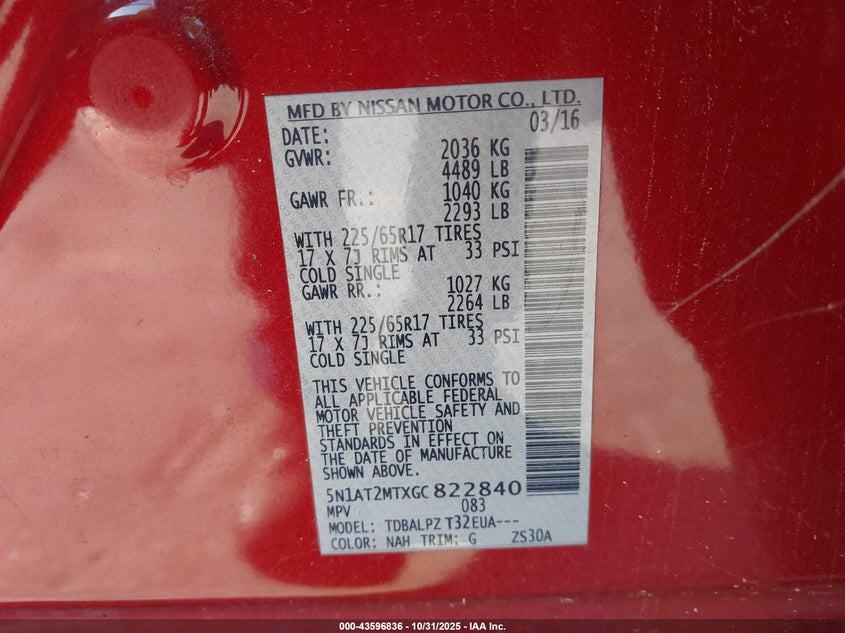 MFD BY NISSAN MOTOR CO., LTD.
DATE: 03/16
GVWR: 2036 KG
4489 LB
GAWR FR.: 1040 KG
2293 LB
WITH 225/65R17 TIRES
17 X 7J RIMS AT 33 PSI
COLD SINGLE
GAWR RR.: 1027 KG
2264 LB
WITH 225/65R17 TIRES
17 X 7J RIMS AT 33 PSI
COLD SINGLE
THIS VEHICLE CONFORMS TO
ALL APPLICABLE FEDERAL
MOTOR VEHICLE SAFETY AND
THEFT PREVENTION
STANDARDS IN EFFECT ON
THE DATE OF MANUFACTURE
SHOWN ABOVE.
5N1AT2MTXGC822840
MPV 083
MODEL: TDBALPZ T32EUA---
COLOR: NAH TRIM: G ZS30A
000-43596836 - 10/31/2025 - IAA Inc.